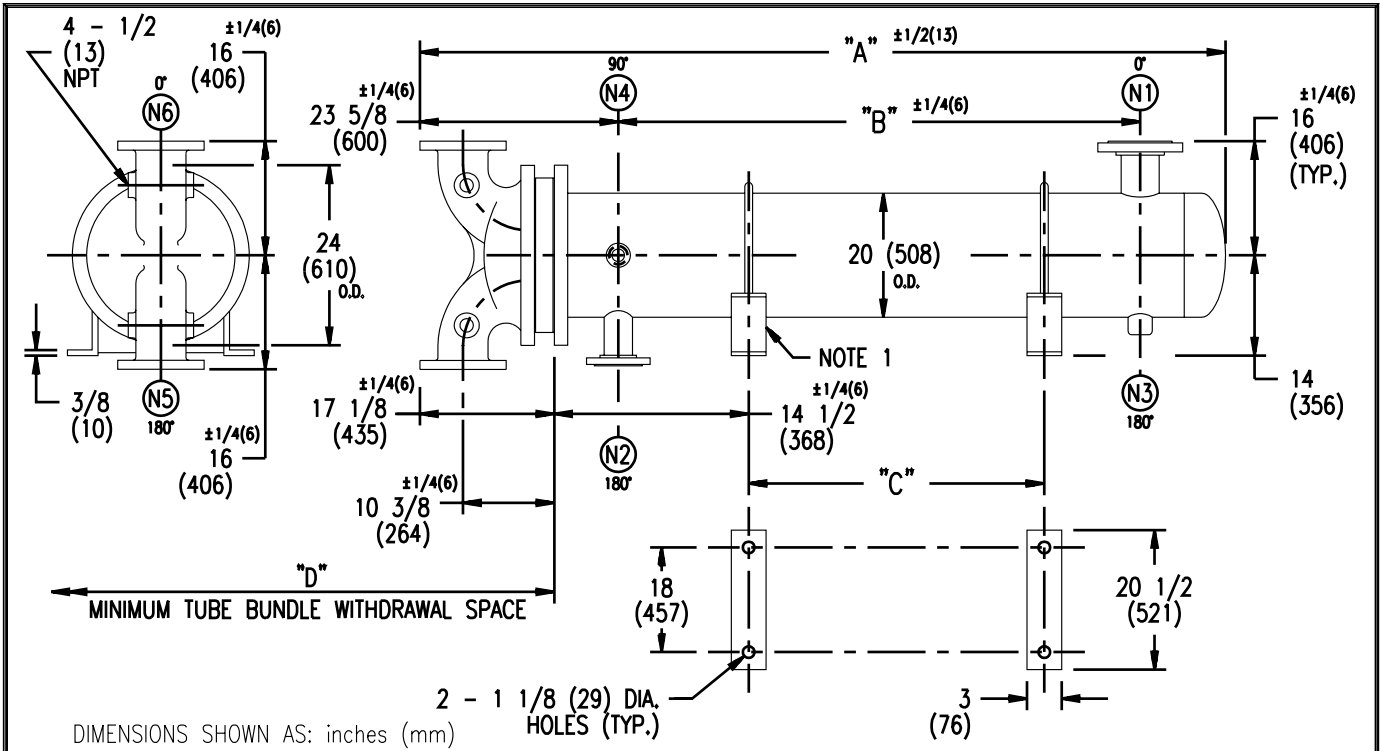 4 - 1/2
(13)
NPT
±1/4(6)
16
(406)
0°
N6
24
(610)
O.D.
3/8
(10)
N5
180°
±1/4(6)
16
(406)
"A" ±1/2(13)
±1/4(6)
23 5/8
(600)
90°
N4
"B" ±1/4(6)
0°
N1
±1/4(6)
16
(406)
(TYP.)
20 (508)
O.D.
NOTE 1
±1/4(6)
17 1/8
(435)
±1/4(6)
14 1/2
(368)
N2
180°
N3
180°
14
(356)
±1/4(6)
10 3/8
(264)
"C"
"D"
MINIMUM TUBE BUNDLE WITHDRAWAL SPACE
18
(457)
20 1/2
(521)
2 - 1 1/8 (29) DIA.
HOLES (TYP.)
3
(76)
DIMENSIONS SHOWN AS: inches (mm)